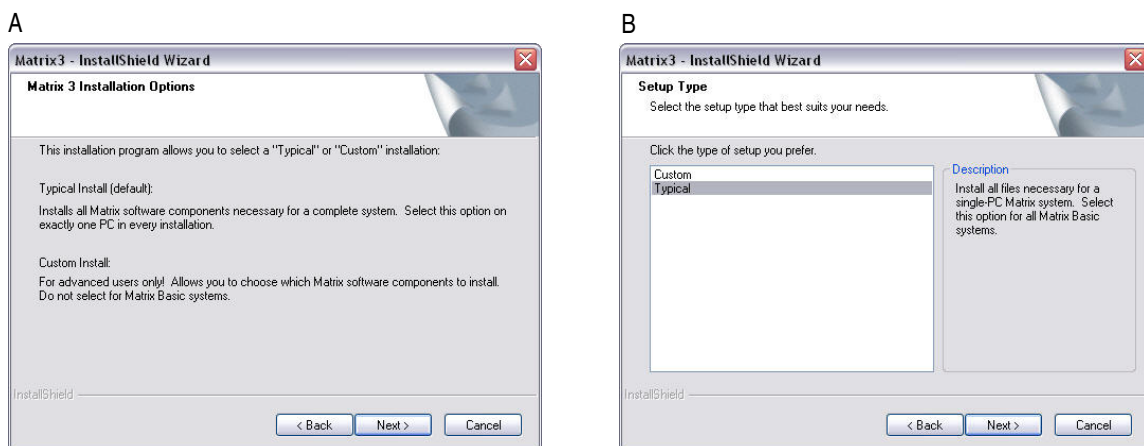 A
Matrix3 - InstallShield Wizard
Matrix 3 Installation Options
This installation program allows you to select a "Typical" or "Custom" installation:
Typical Install (default):
Installs all Matrix software components necessary for a complete system. Select this option on
exactly one PC in every installation.
Custom Install:
For advanced users only! Allows you to choose which Matrix software components to install.
Do not select for Matrix Basic systems.
InstallShield
< Back
Next >
Cancel
B
Matrix3 - InstallShield Wizard
Setup Type
Select the setup type that best suits your needs.
Click the type of setup you prefer.
Custom
Typical
Description
Install all files necessary for a
single-PC Matrix system. Select
this option for all Matrix Basic
systems.
InstallShield
< Back
Next >
Cancel